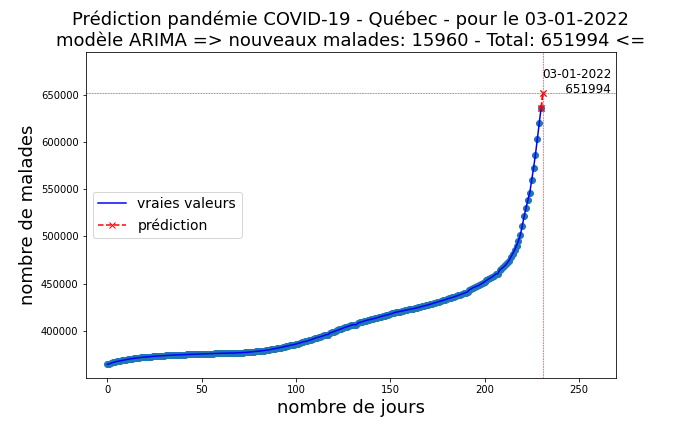 Prédiction pandémie COVID-19 - Québec - pour le 03-01-2022
modèle ARIMA => nouveaux malades: 15960 - Total: 651994 <=
03-01-2022
651994
650000
600000
550000
500000
450000
400000
nombre de malades
vraies valeurs
prédiction
0 50 100 150 200 250
nombre de jours